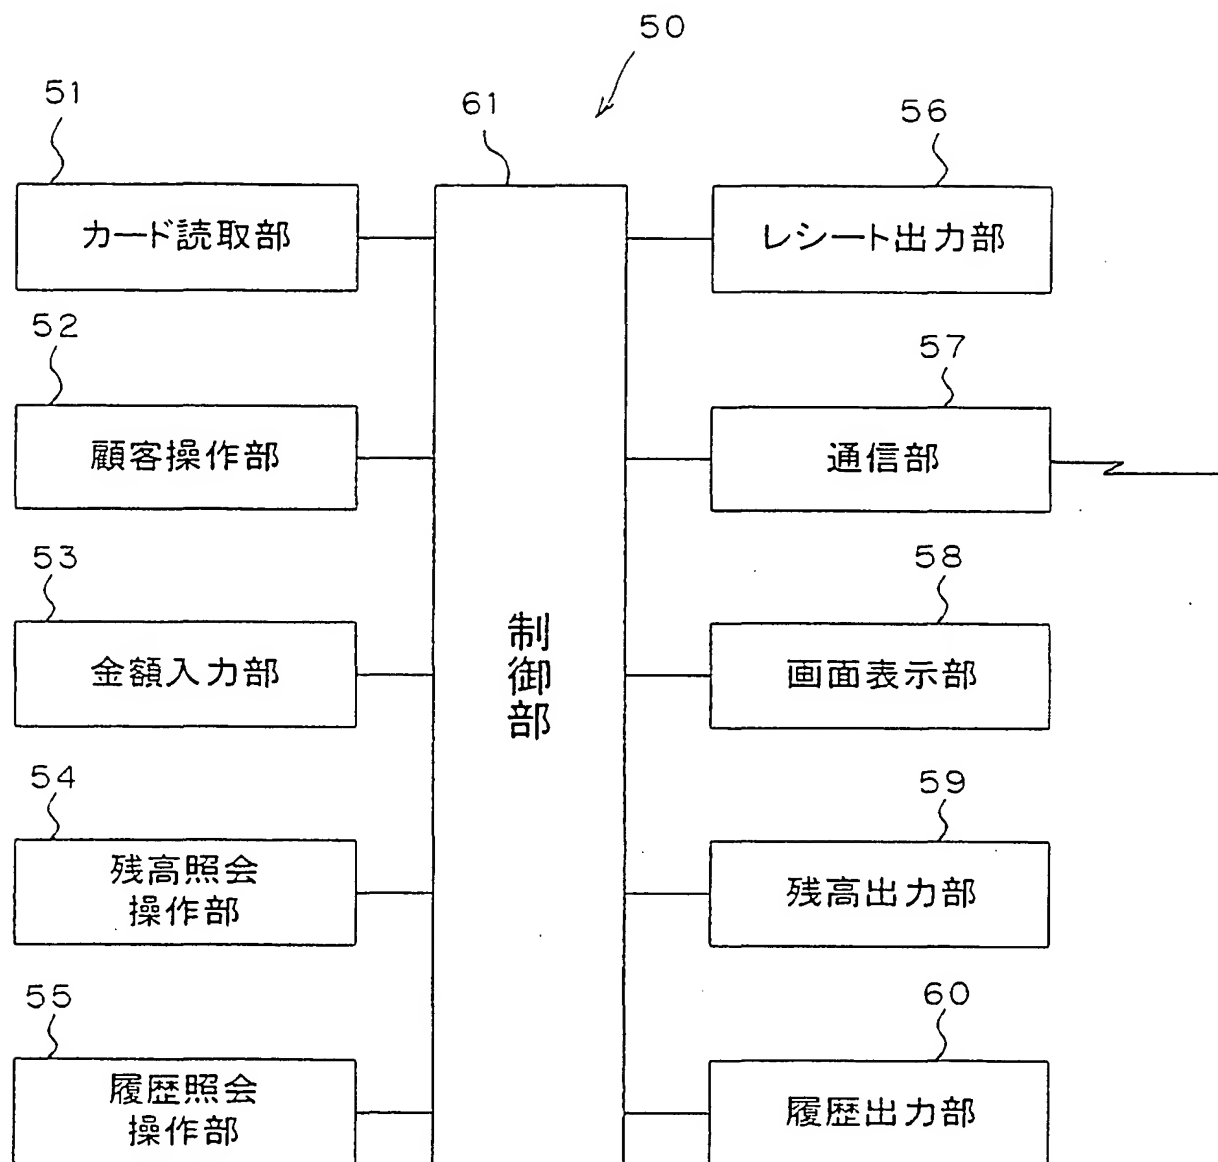 50
51
61
56
カード読取部
レシート出力部
52
57
顧客操作部
通信部
53
58
金額入力部
制御部
画面表示部
54
59
残高照会
操作部
残高出力部
55
60
履歴照会
操作部
履歴出力部